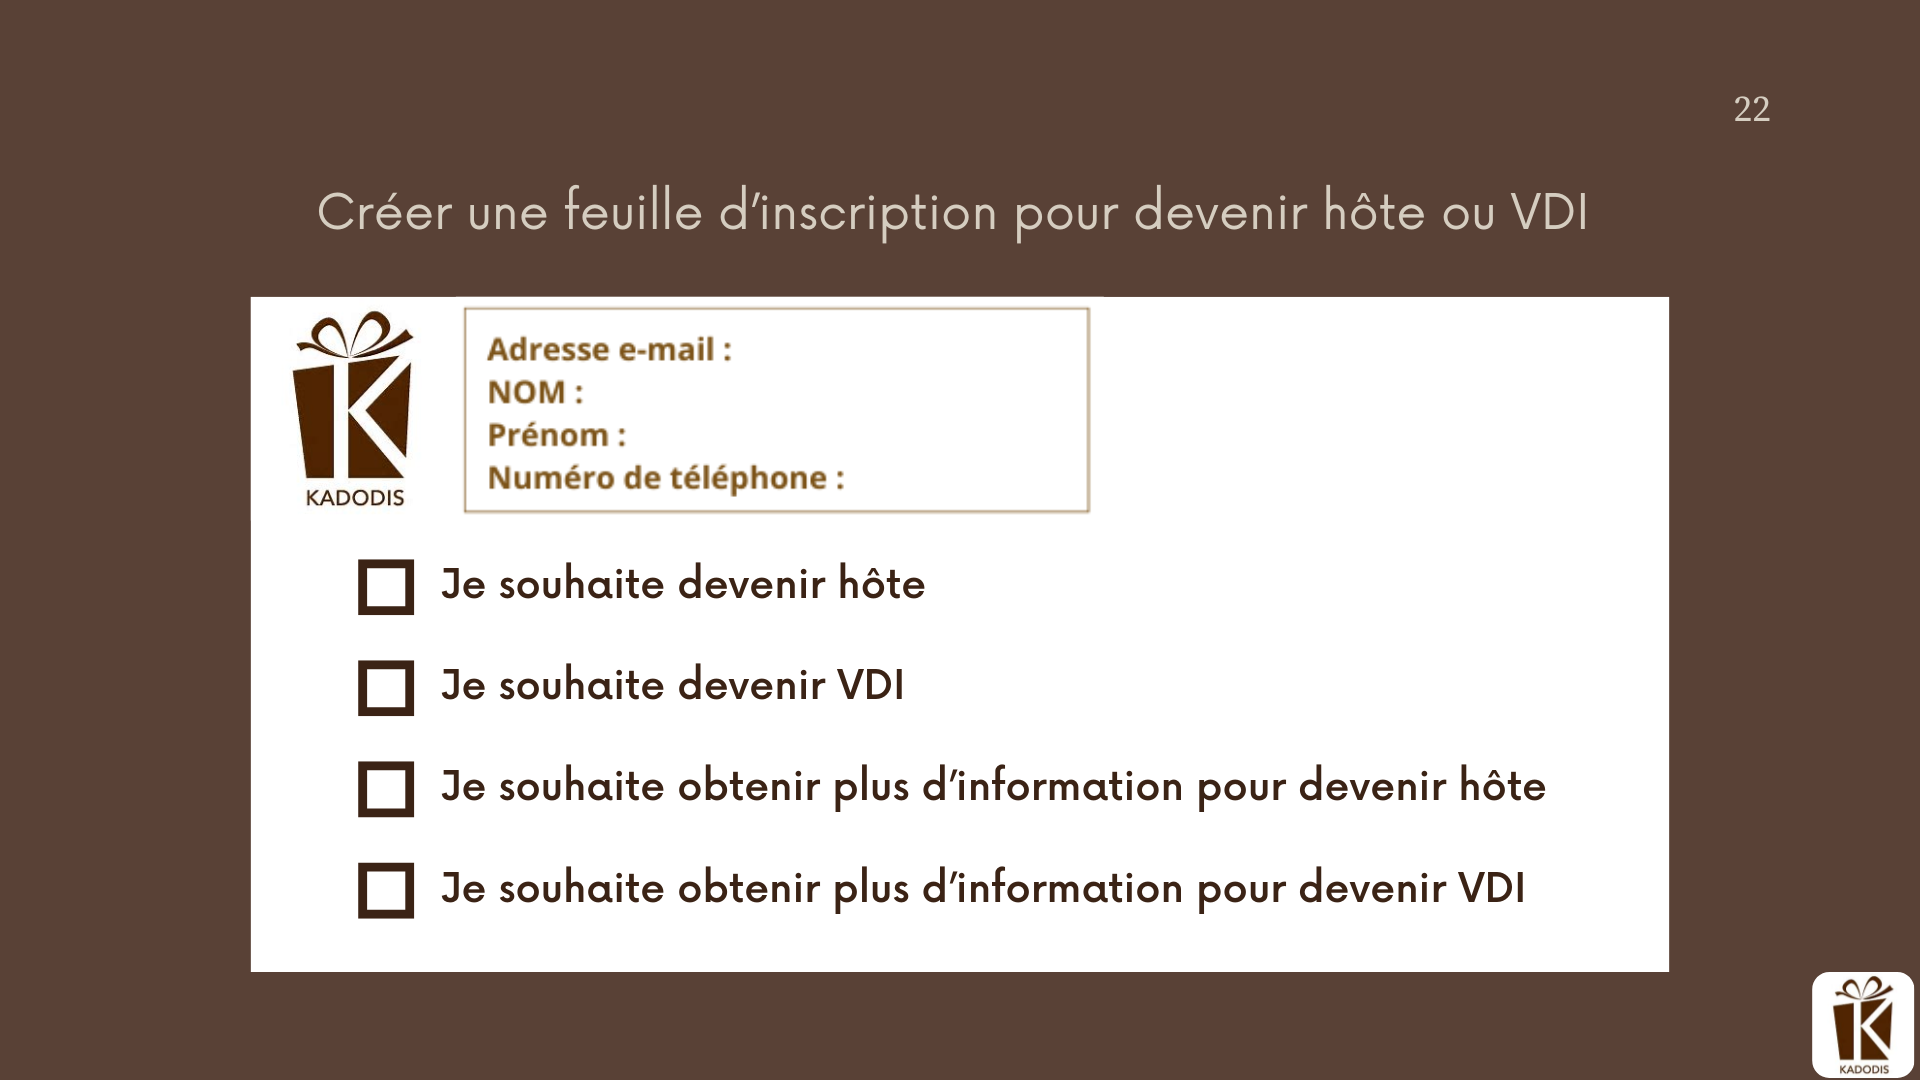 22
Créer une feuille d’inscription pour devenir hôte ou VDI
K
KADODIS
Adresse e-mail :
NOM :
Prénom :
Numéro de téléphone :
Je souhaite devenir hôte
Je souhaite devenir VDI
Je souhaite obtenir plus d’information pour devenir hôte
Je souhaite obtenir plus d’information pour devenir VDI
K
KADODIS